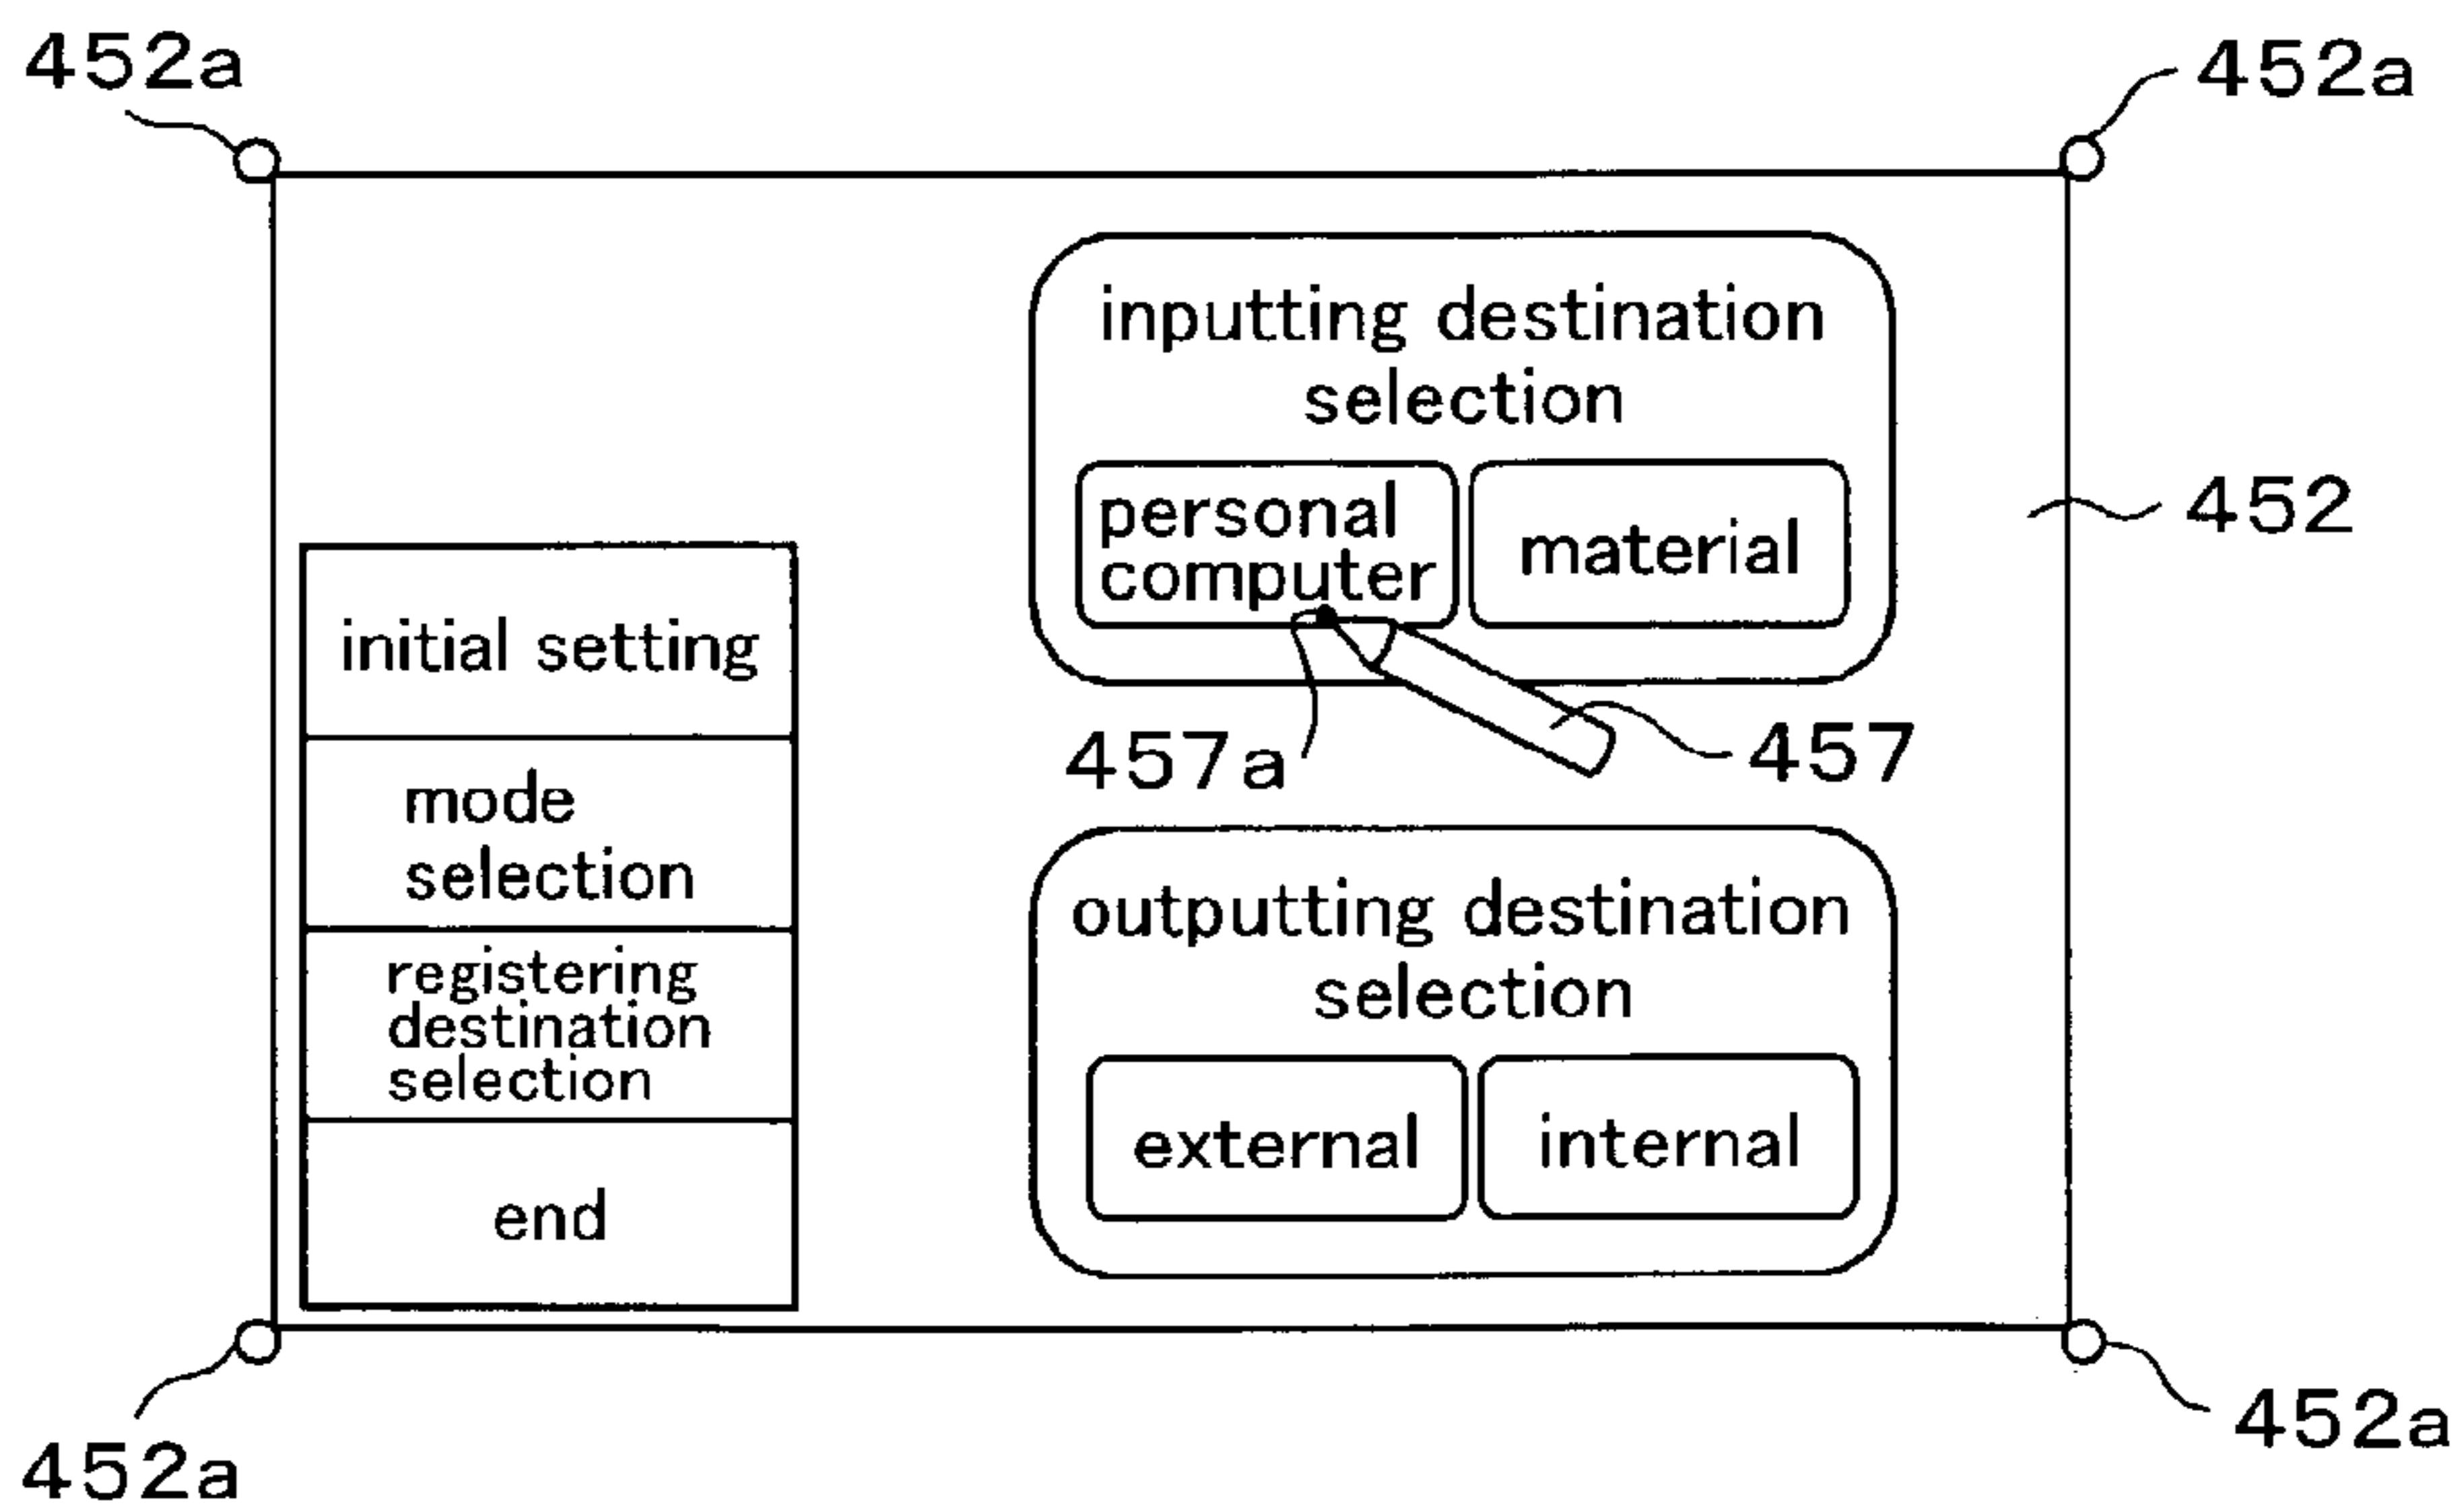 452a
452a
inputting destination
selection
personal
computer
material
452
457a
457
initial setting
mode
selection
registering
destination
selection
end
outputting destination
selection
external
internal
452a
452a